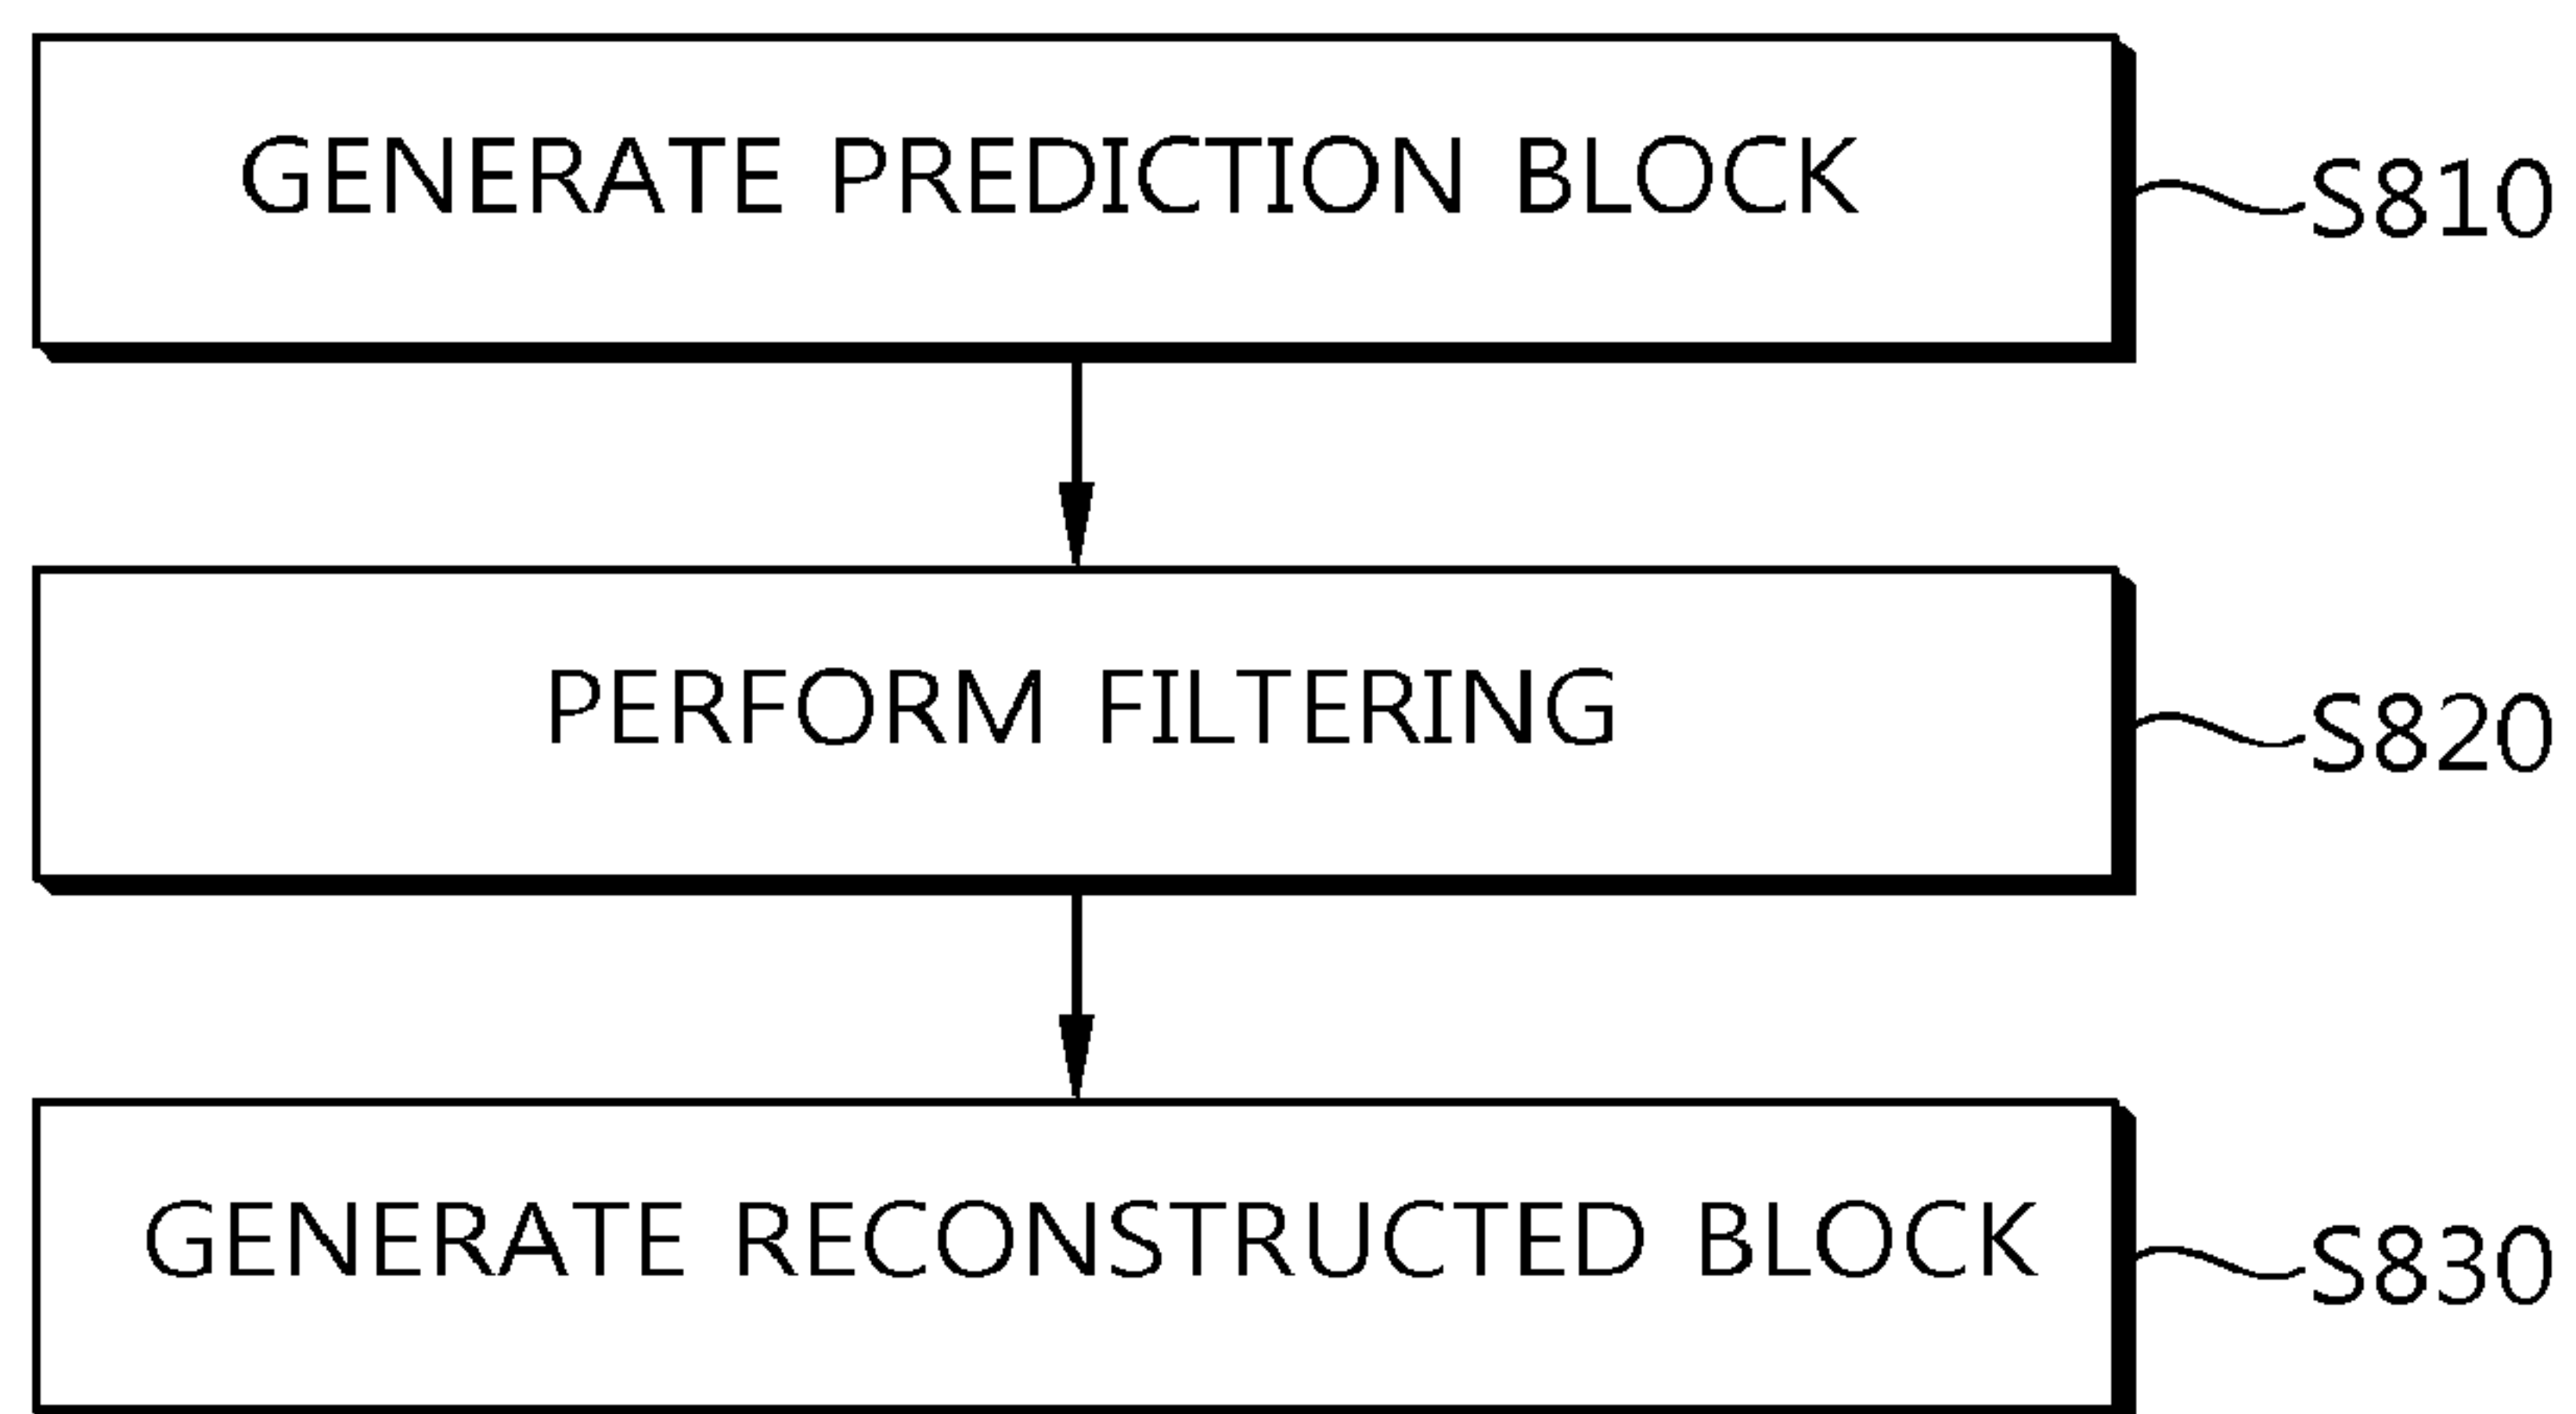 GENERATE PREDICTION BLOCK
S810
PERFORM FILTERING
S820
GENERATE RECONSTRUCTED BLOCK
S830